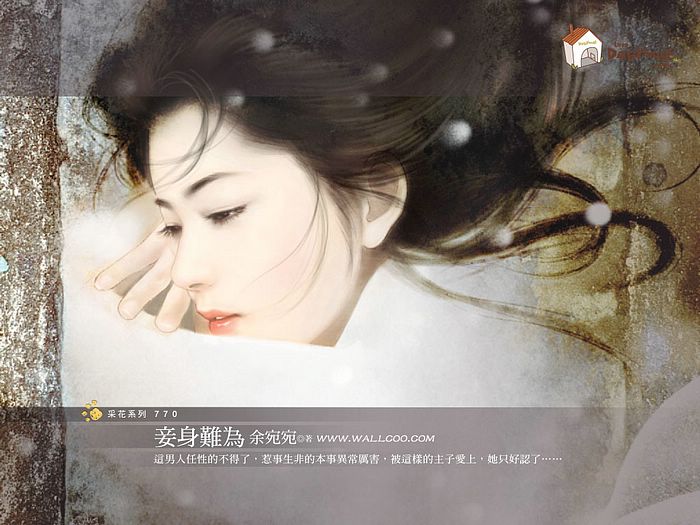 采花系列 770
妾身難為 余宛宛◎著 WWW.WALLCOO.COM
這男人任性的不得了，惹事生非的本事異常厲害，被這樣的主子愛上，她只好認了⋯⋯